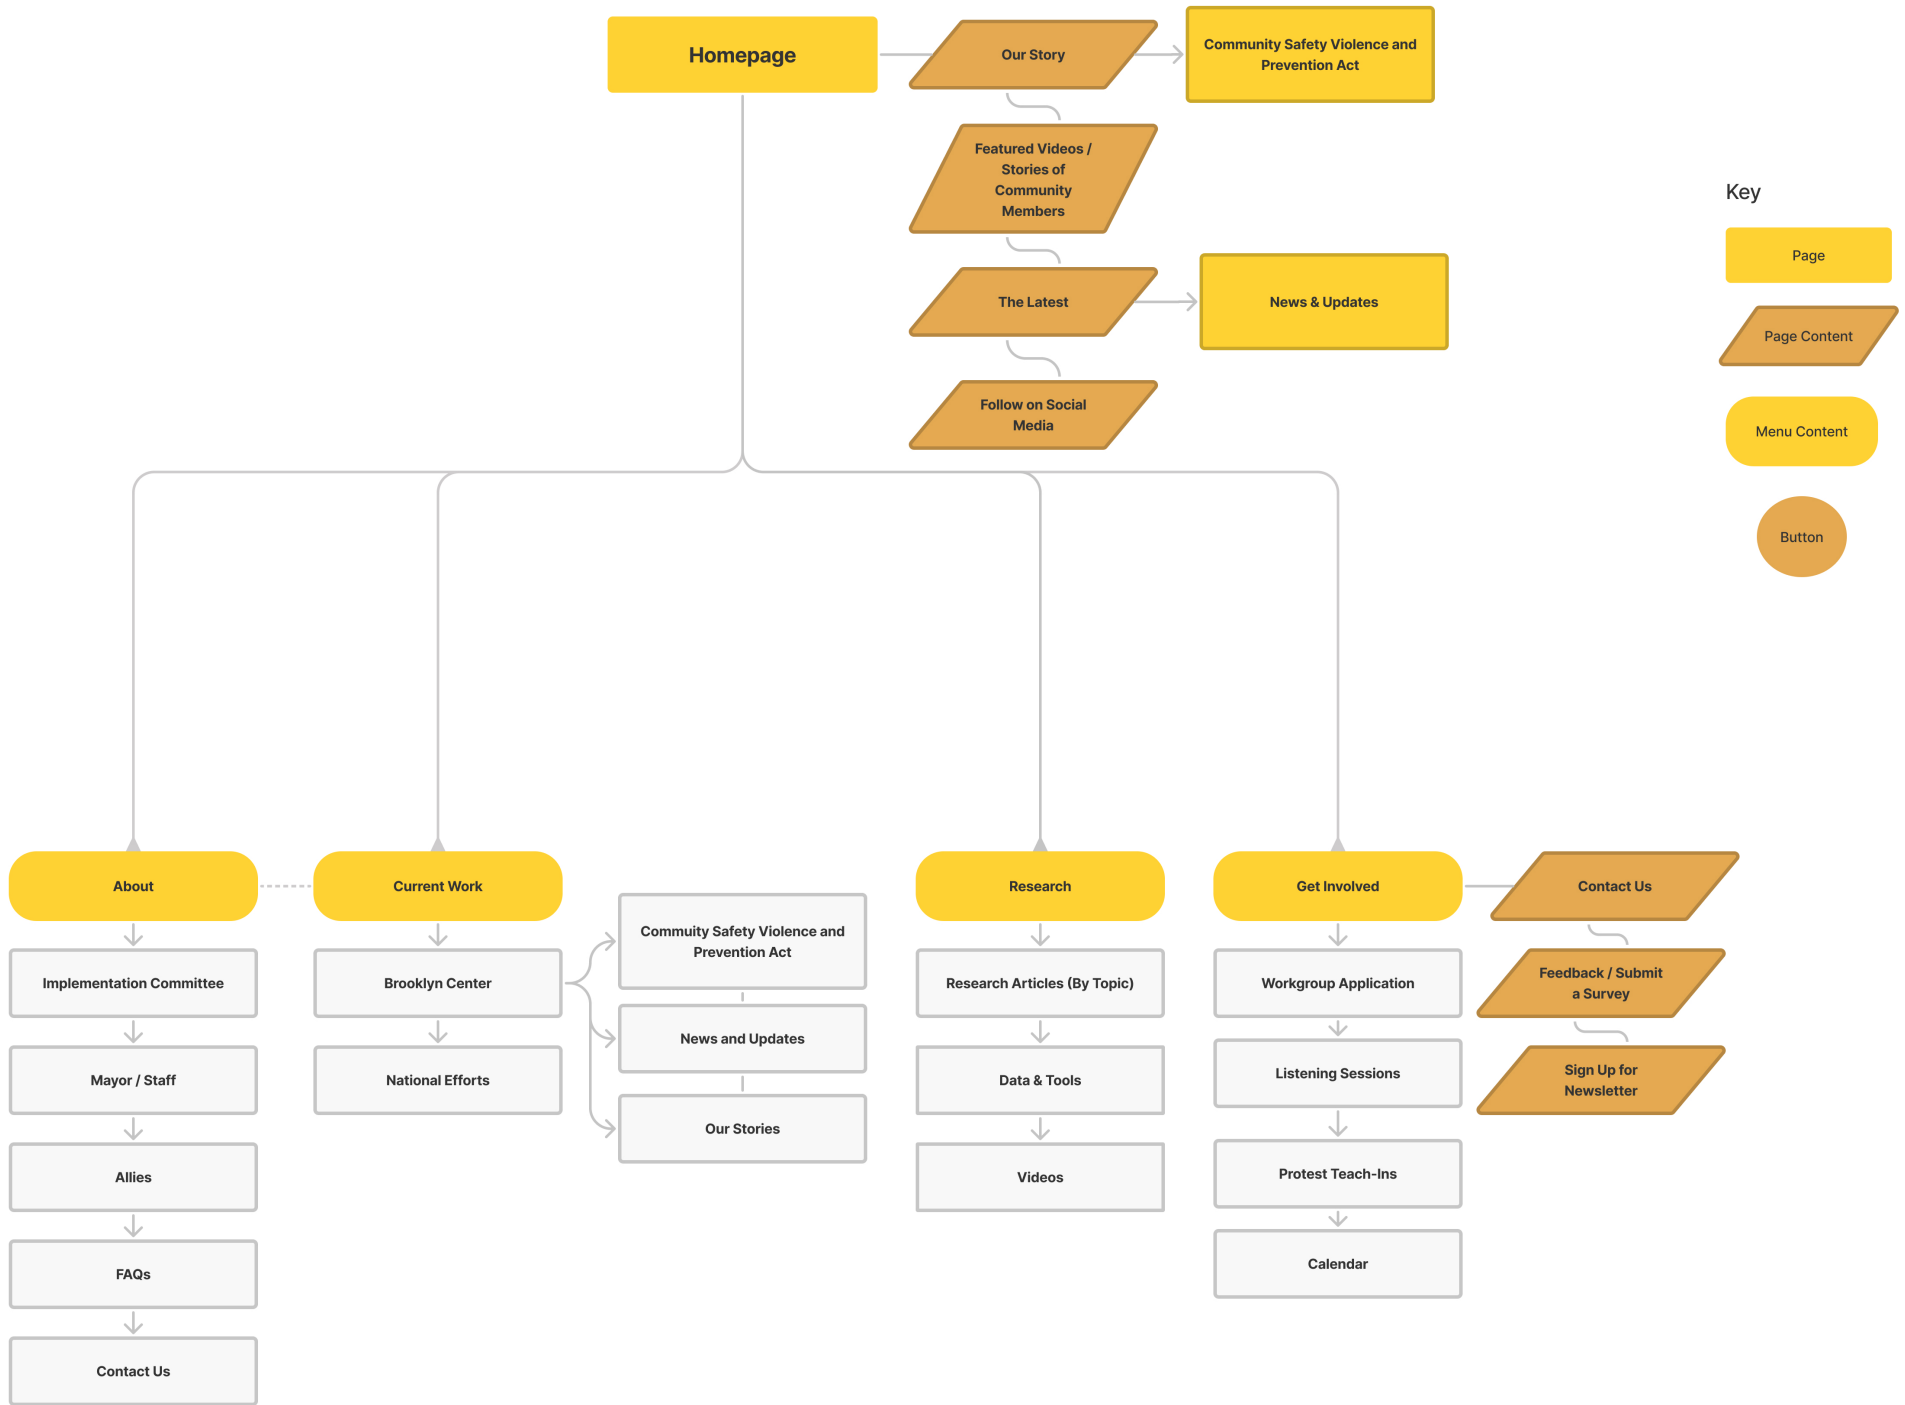 Homepage
Our Story
Community Safety Violence and
Prevention Act
Featured Videos /
Stories of
Community
Members
The Latest
News & Updates
Follow on Social
Media
Key
Page
Page Content
Menu Content
Button
About
Implementation Committee
Mayor / Staff
Allies
FAQs
Contact Us
Current Work
Brooklyn Center
National Efforts
Commuity Safety Violence and
Prevention Act
News and Updates
Our Stories
Research
Research Articles (By Topic)
Data & Tools
Videos
Get Involved
Workgroup Application
Listening Sessions
Protest Teach-Ins
Calendar
Contact Us
Feedback / Submit
a Survey
Sign Up for
Newsletter